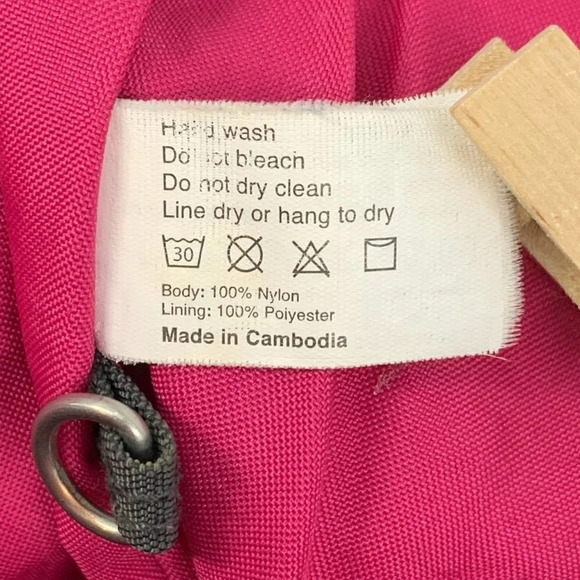 Hand wash
Do not bleach
Do not dry clean
Line dry or hang to dry
30
Body: 100% Nylon
Lining: 100% Polyester
Made in Cambodia